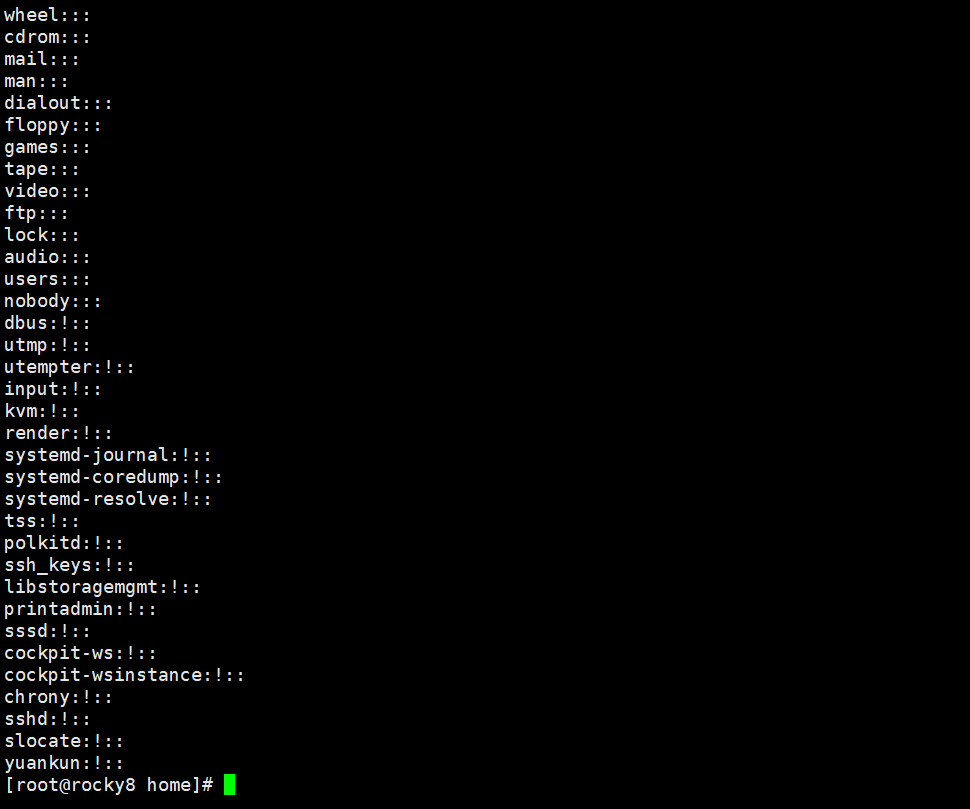 wheel:::
cdrom:::
mail:::
man:::
dialout:::
floppy:::
games:::
tape:::
video:::
ftp:::
lock:::
audio:::
users:::
nobody:::
dbus:!::
utmp:!::
utempter:!::
input:!::
kvm:!::
render:!::
systemd-journal:!::
systemd-coredump:!::
systemd-resolve:!::
tss:!::
polkitd:!::
ssh_keys:!::
libstoragemgmt:!::
printadmin:!::
sssd:!::
cockpit-ws:!::
cockpit-wsinstance:!::
chrony:!::
sshd:!::
slocate:!::
yuankun:!::
[root@rocky8 home]#